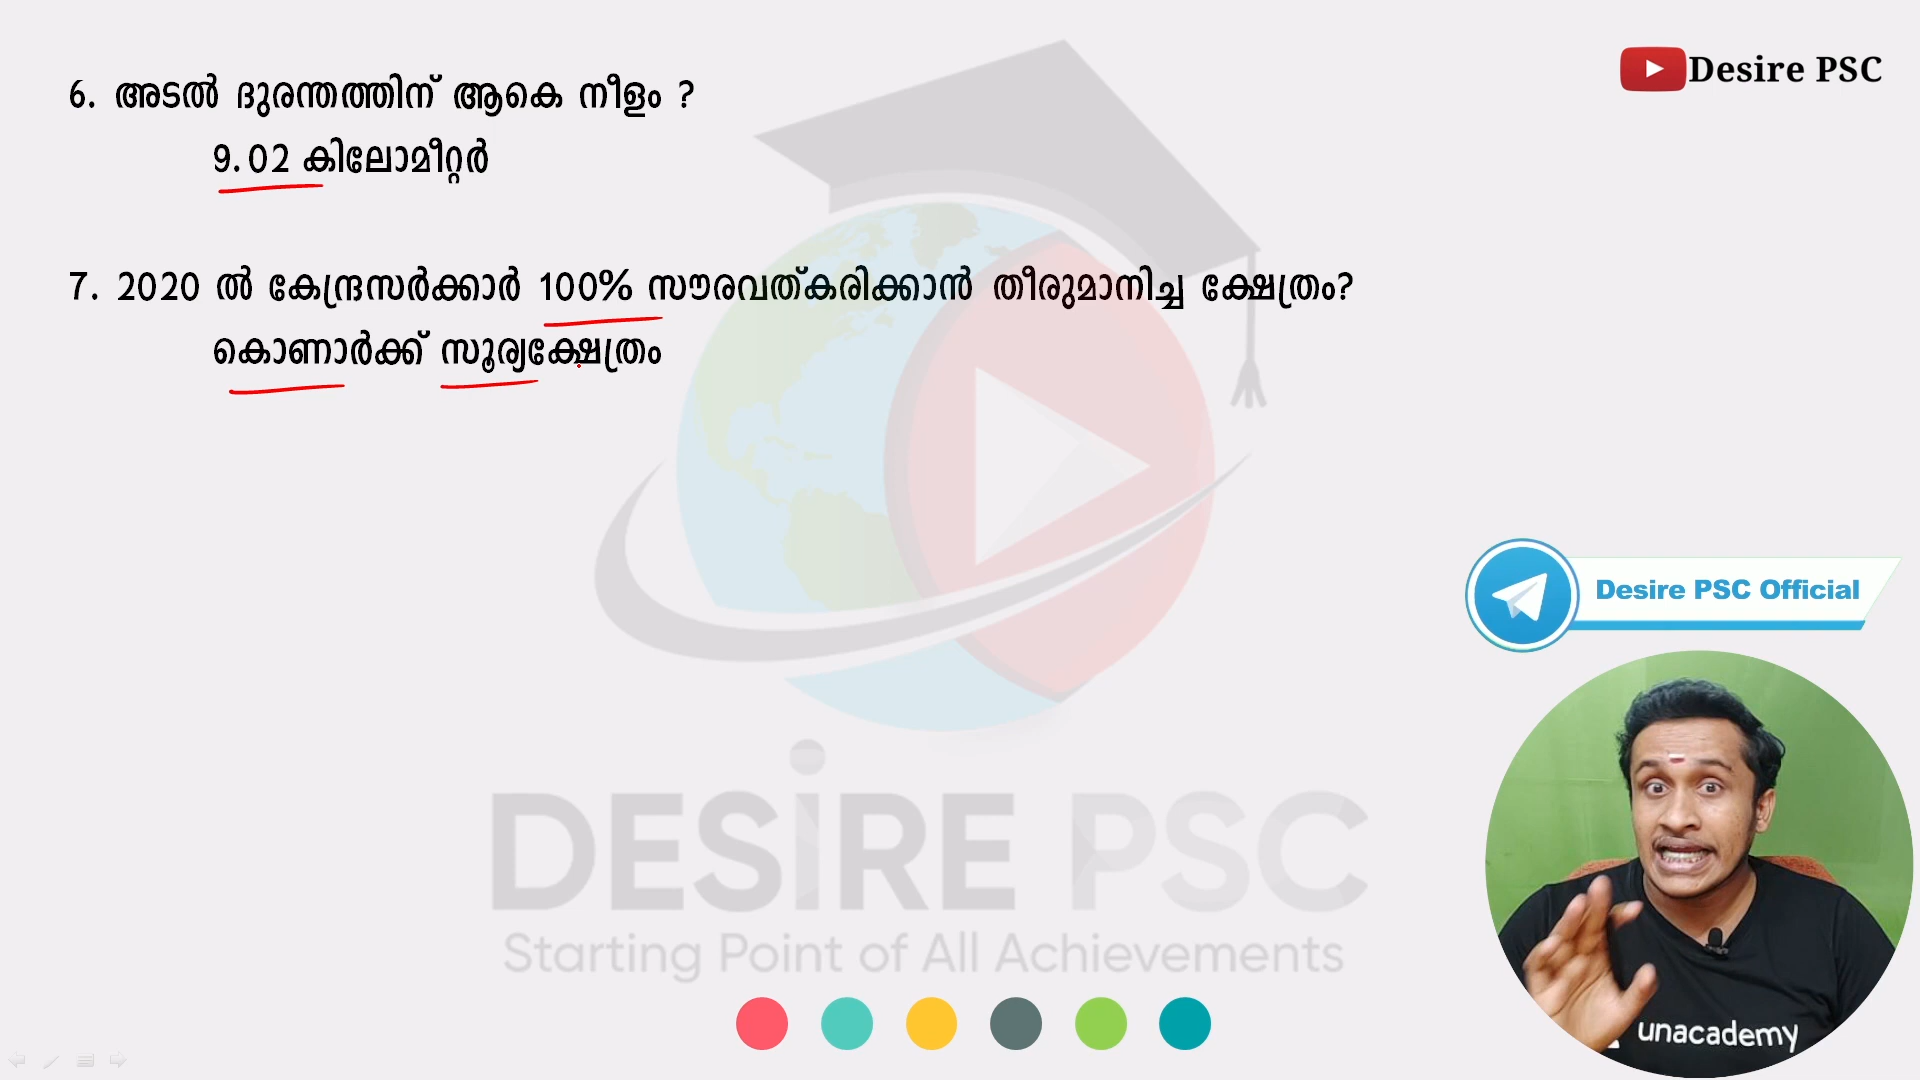 6. അടൽ ദുരന്തത്തിന് ആകെ നീളം ?
9.02 കിലോമീറ്റർ
7. 2020 ൽ കേന്ദ്രസർക്കാർ 100% സൗരവത്കരിക്കാൻ തീരുമാനിച്ച ക്ഷേത്രം?
കൊണാർക്ക് സൂര്യക്ഷേത്രം
Desire PSC
Desire PSC Official
DESiRE PSC
Starting Point of All Achievements
unacademy